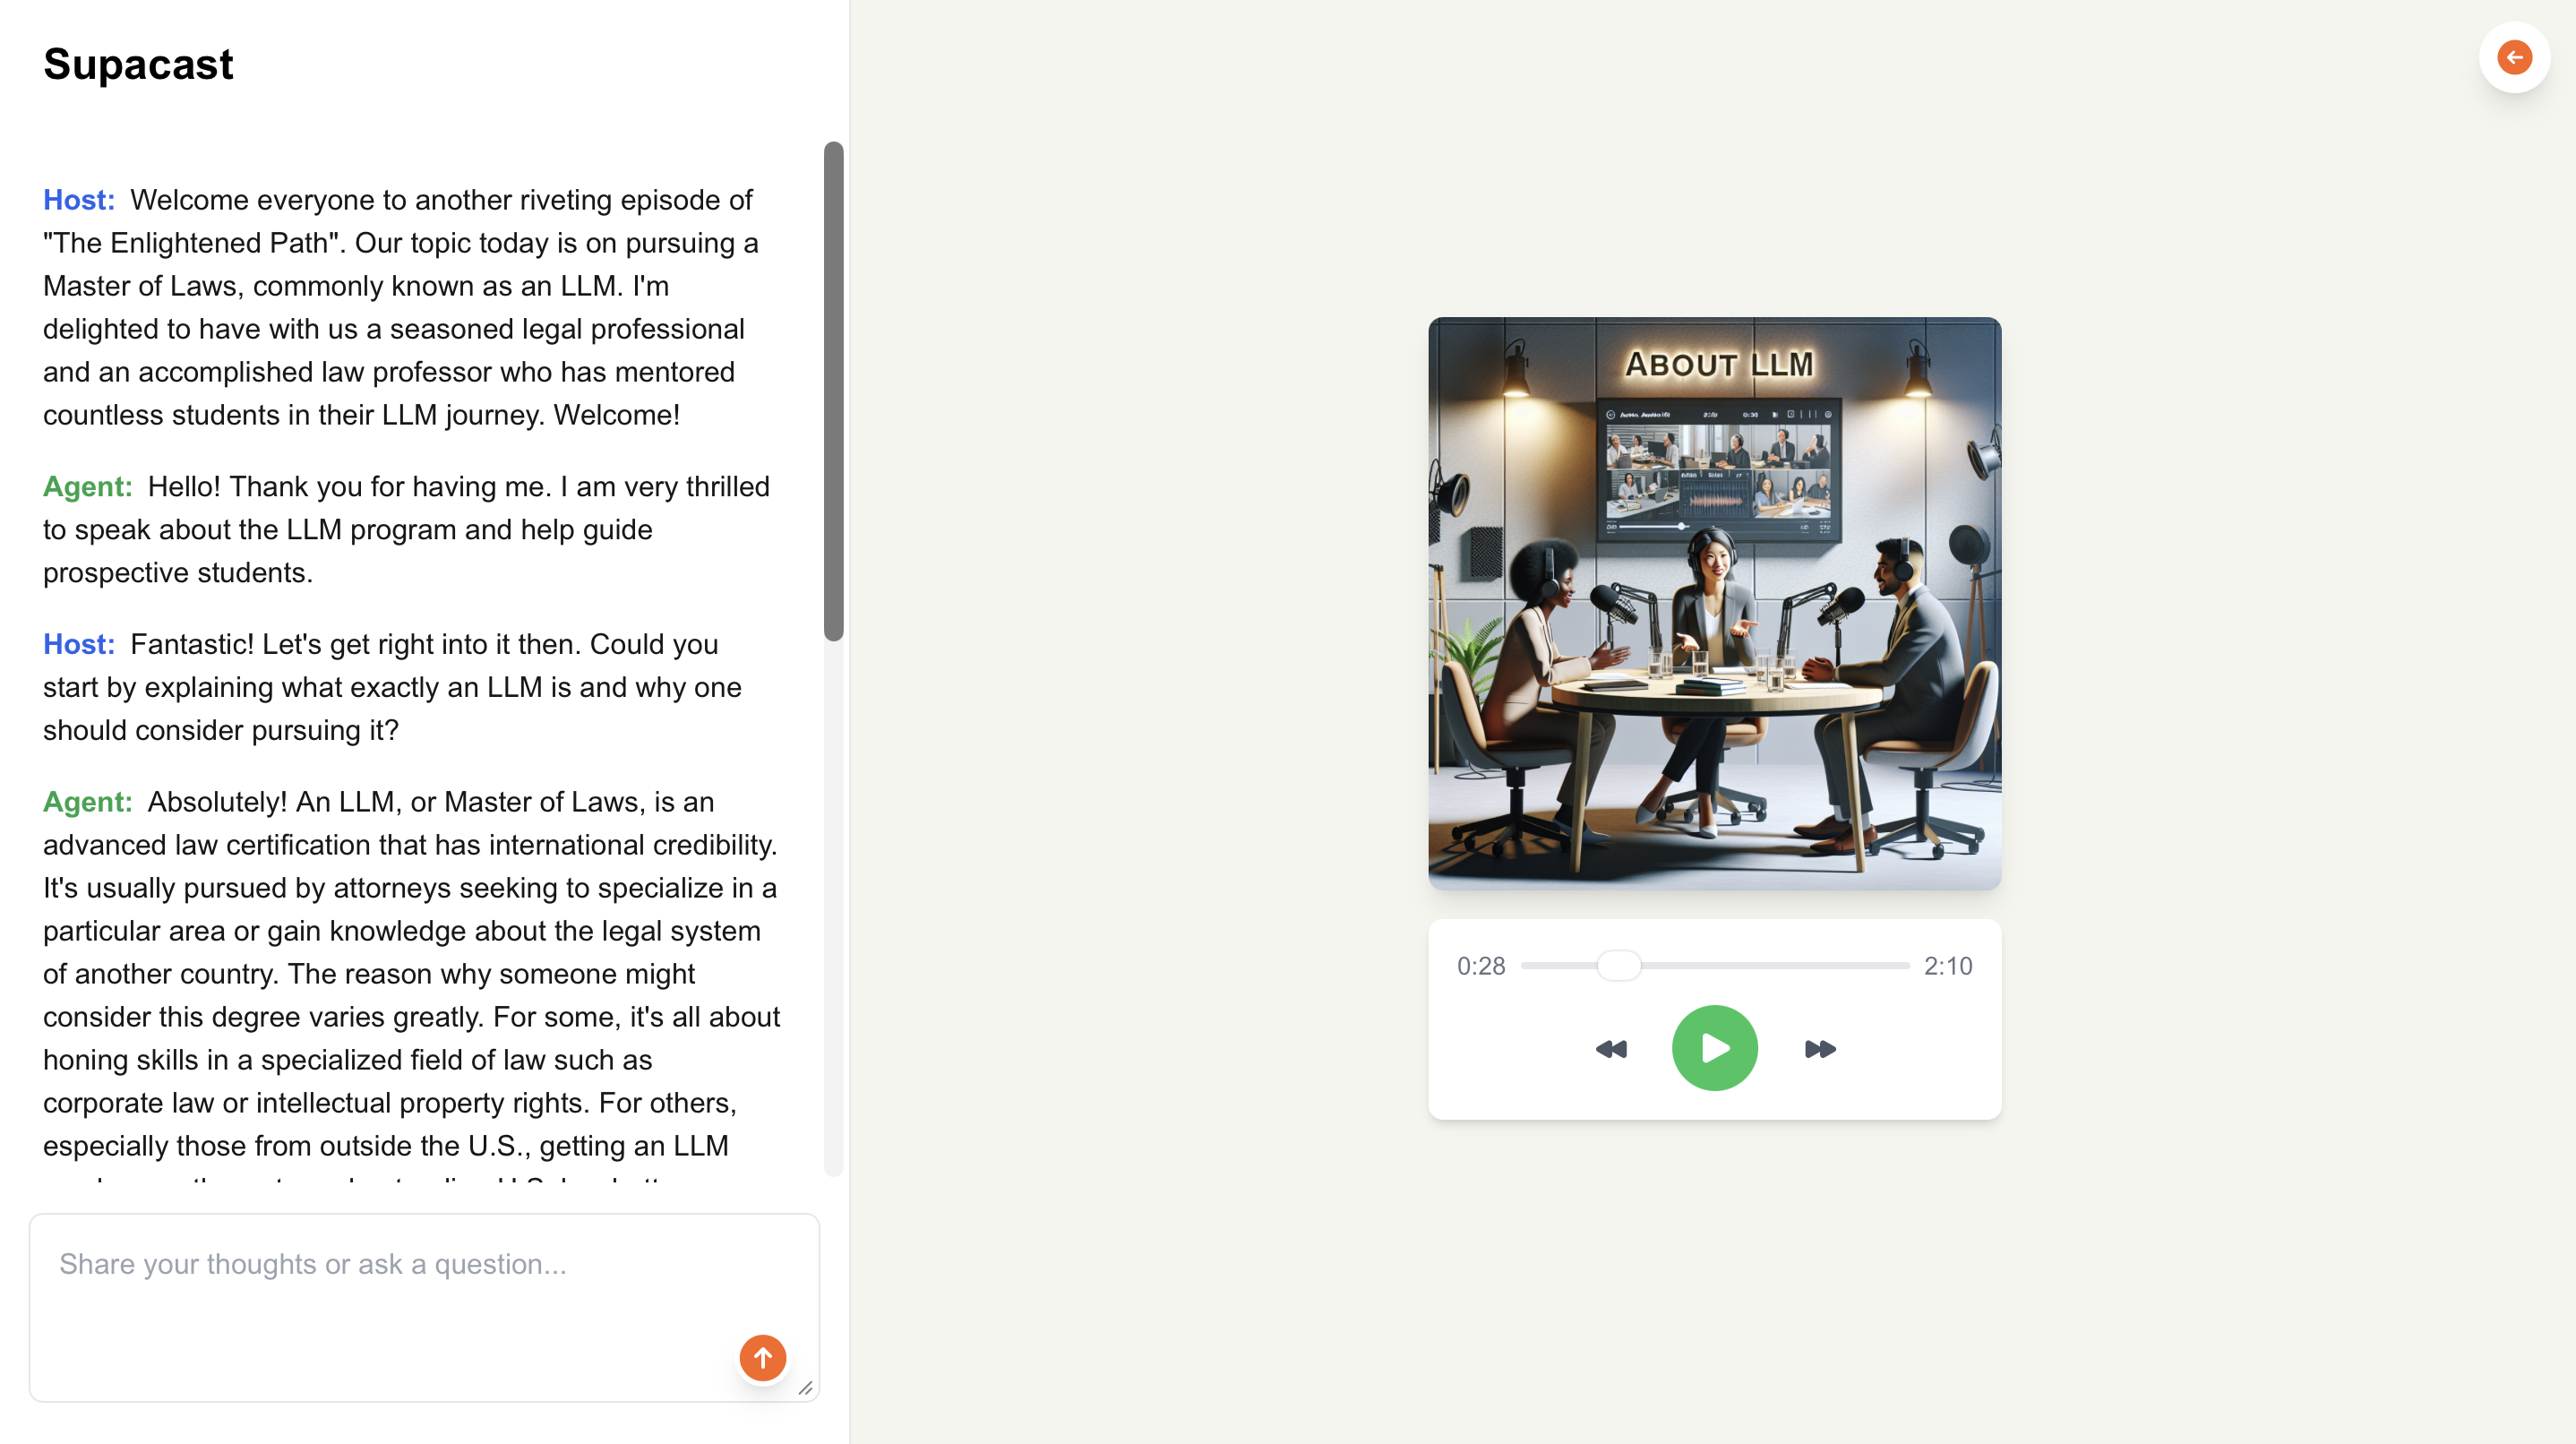 Supacast
Host: Welcome everyone to another riveting episode of
"The Enlightened Path". Our topic today is on pursuing a
Master of Laws, commonly known as an LLM. I'm
delighted to have with us a seasoned legal professional
and an accomplished law professor who has mentored
countless students in their LLM journey. Welcome!
Agent: Hello! Thank you for having me. I am very thrilled
to speak about the LLM program and help guide
prospective students.
Host: Fantastic! Let's get right into it then. Could you
start by explaining what exactly an LLM is and why one
should consider pursuing it?
Agent: Absolutely! An LLM, or Master of Laws, is an
advanced law certification that has international credibility.
It's usually pursued by attorneys seeking to specialize in a
particular area or gain knowledge about the legal system
of another country. The reason why someone might
consider this degree varies greatly. For some, it's all about
honing skills in a specialized field of law such as
corporate law or intellectual property rights. For others,
especially those from outside the U.S., getting an LLM
Share your thoughts or ask a question...
ABOUT LLM
0:28
2:10